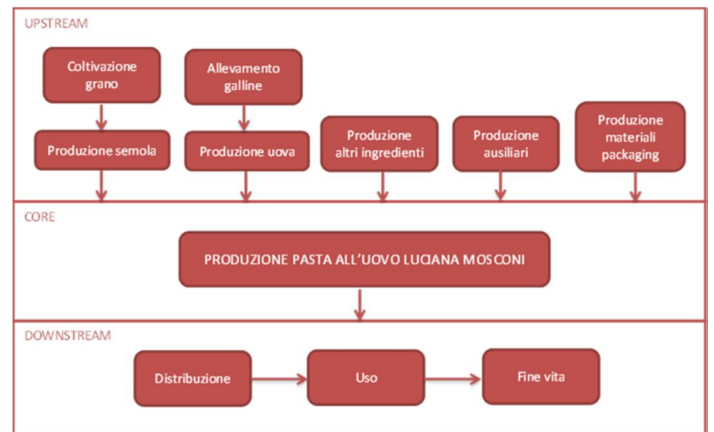 UPSTREAM
Coltivazione
grano
Allevamento
galline
Produzione semola
Produzione uova
Produzione
altri ingredienti
Produzione
ausiliari
Produzione
materiali
packaging
CORE
PRODUZIONE PASTA ALL'UOVO LUCIANA MOSCONI
DOWNSTREAM
Distribuzione
Uso
Fine vita